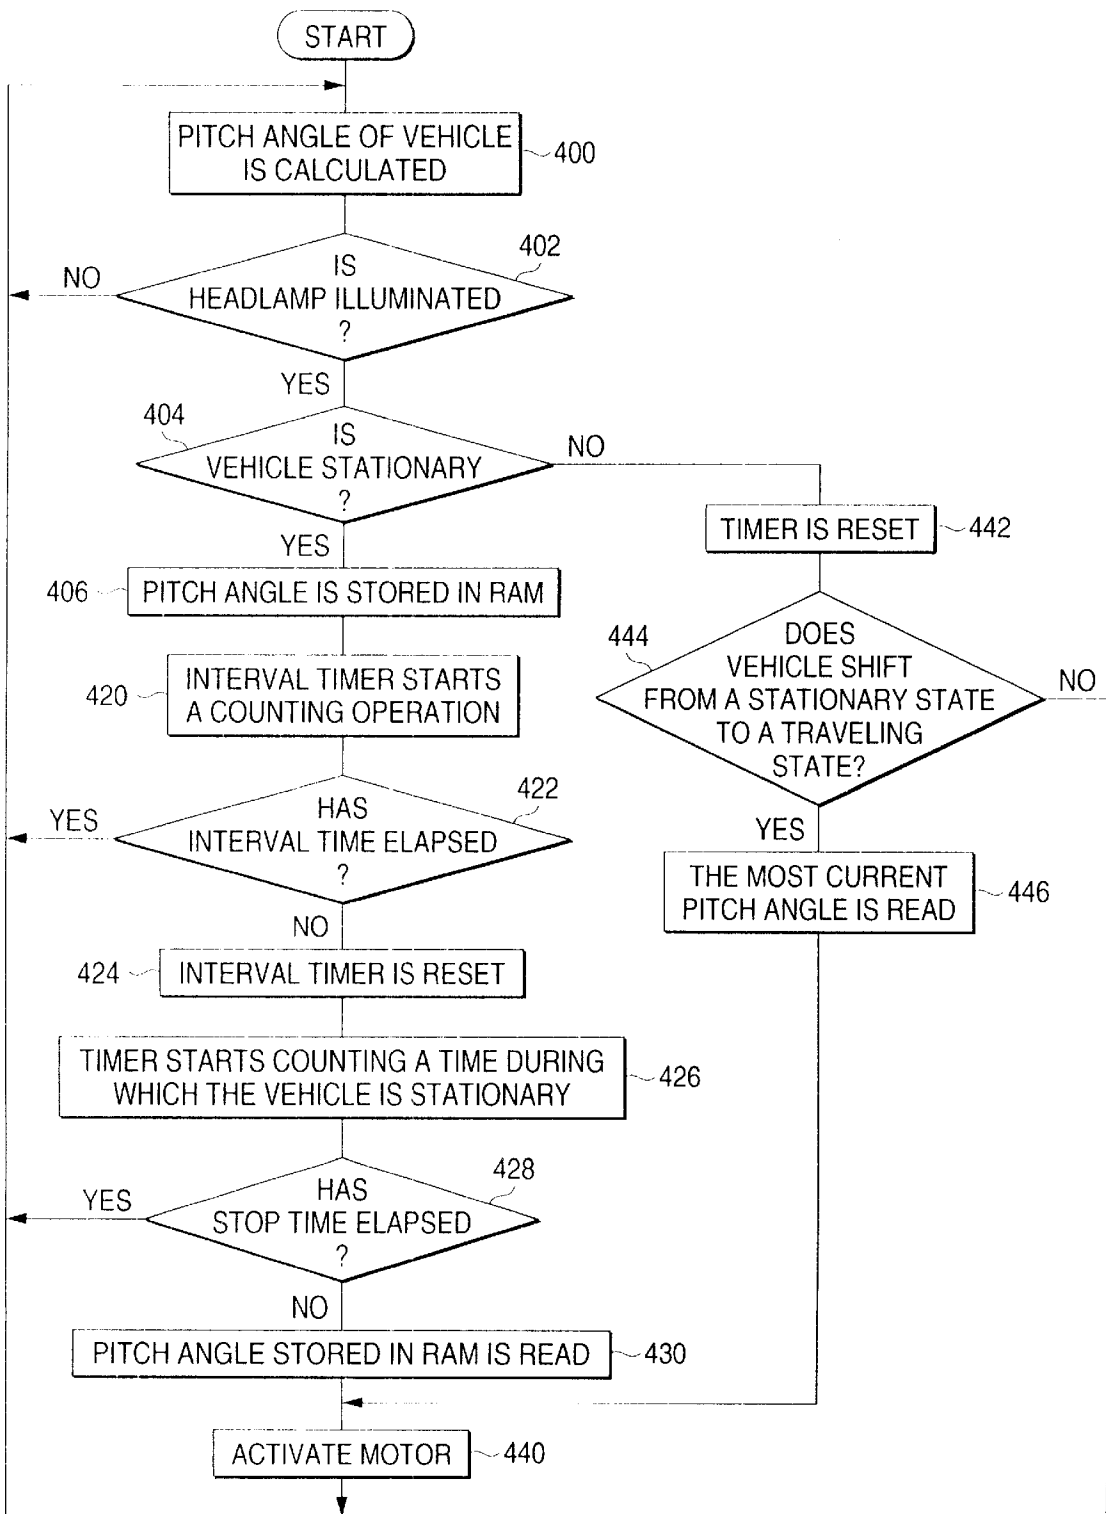 START
PITCH ANGLE OF VEHICLE
IS CALCULATED
400
IS
HEADLAMP ILLUMINATED
?
402
NO
YES
404
IS
VEHICLE STATIONARY
?
NO
YES
TIMER IS RESET
442
406
PITCH ANGLE IS STORED IN RAM
444
DOES
VEHICLE SHIFT
FROM A STATIONARY STATE
TO A TRAVELING
STATE?
NO
420
INTERVAL TIMER STARTS
A COUNTING OPERATION
422
HAS
INTERVAL TIME ELAPSED
?
YES
NO
YES
THE MOST CURRENT
PITCH ANGLE IS READ
446
424
INTERVAL TIMER IS RESET
TIMER STARTS COUNTING A TIME DURING
WHICH THE VEHICLE IS STATIONARY
426
428
HAS
STOP TIME ELAPSED
?
YES
NO
PITCH ANGLE STORED IN RAM IS READ
430
ACTIVATE MOTOR
440